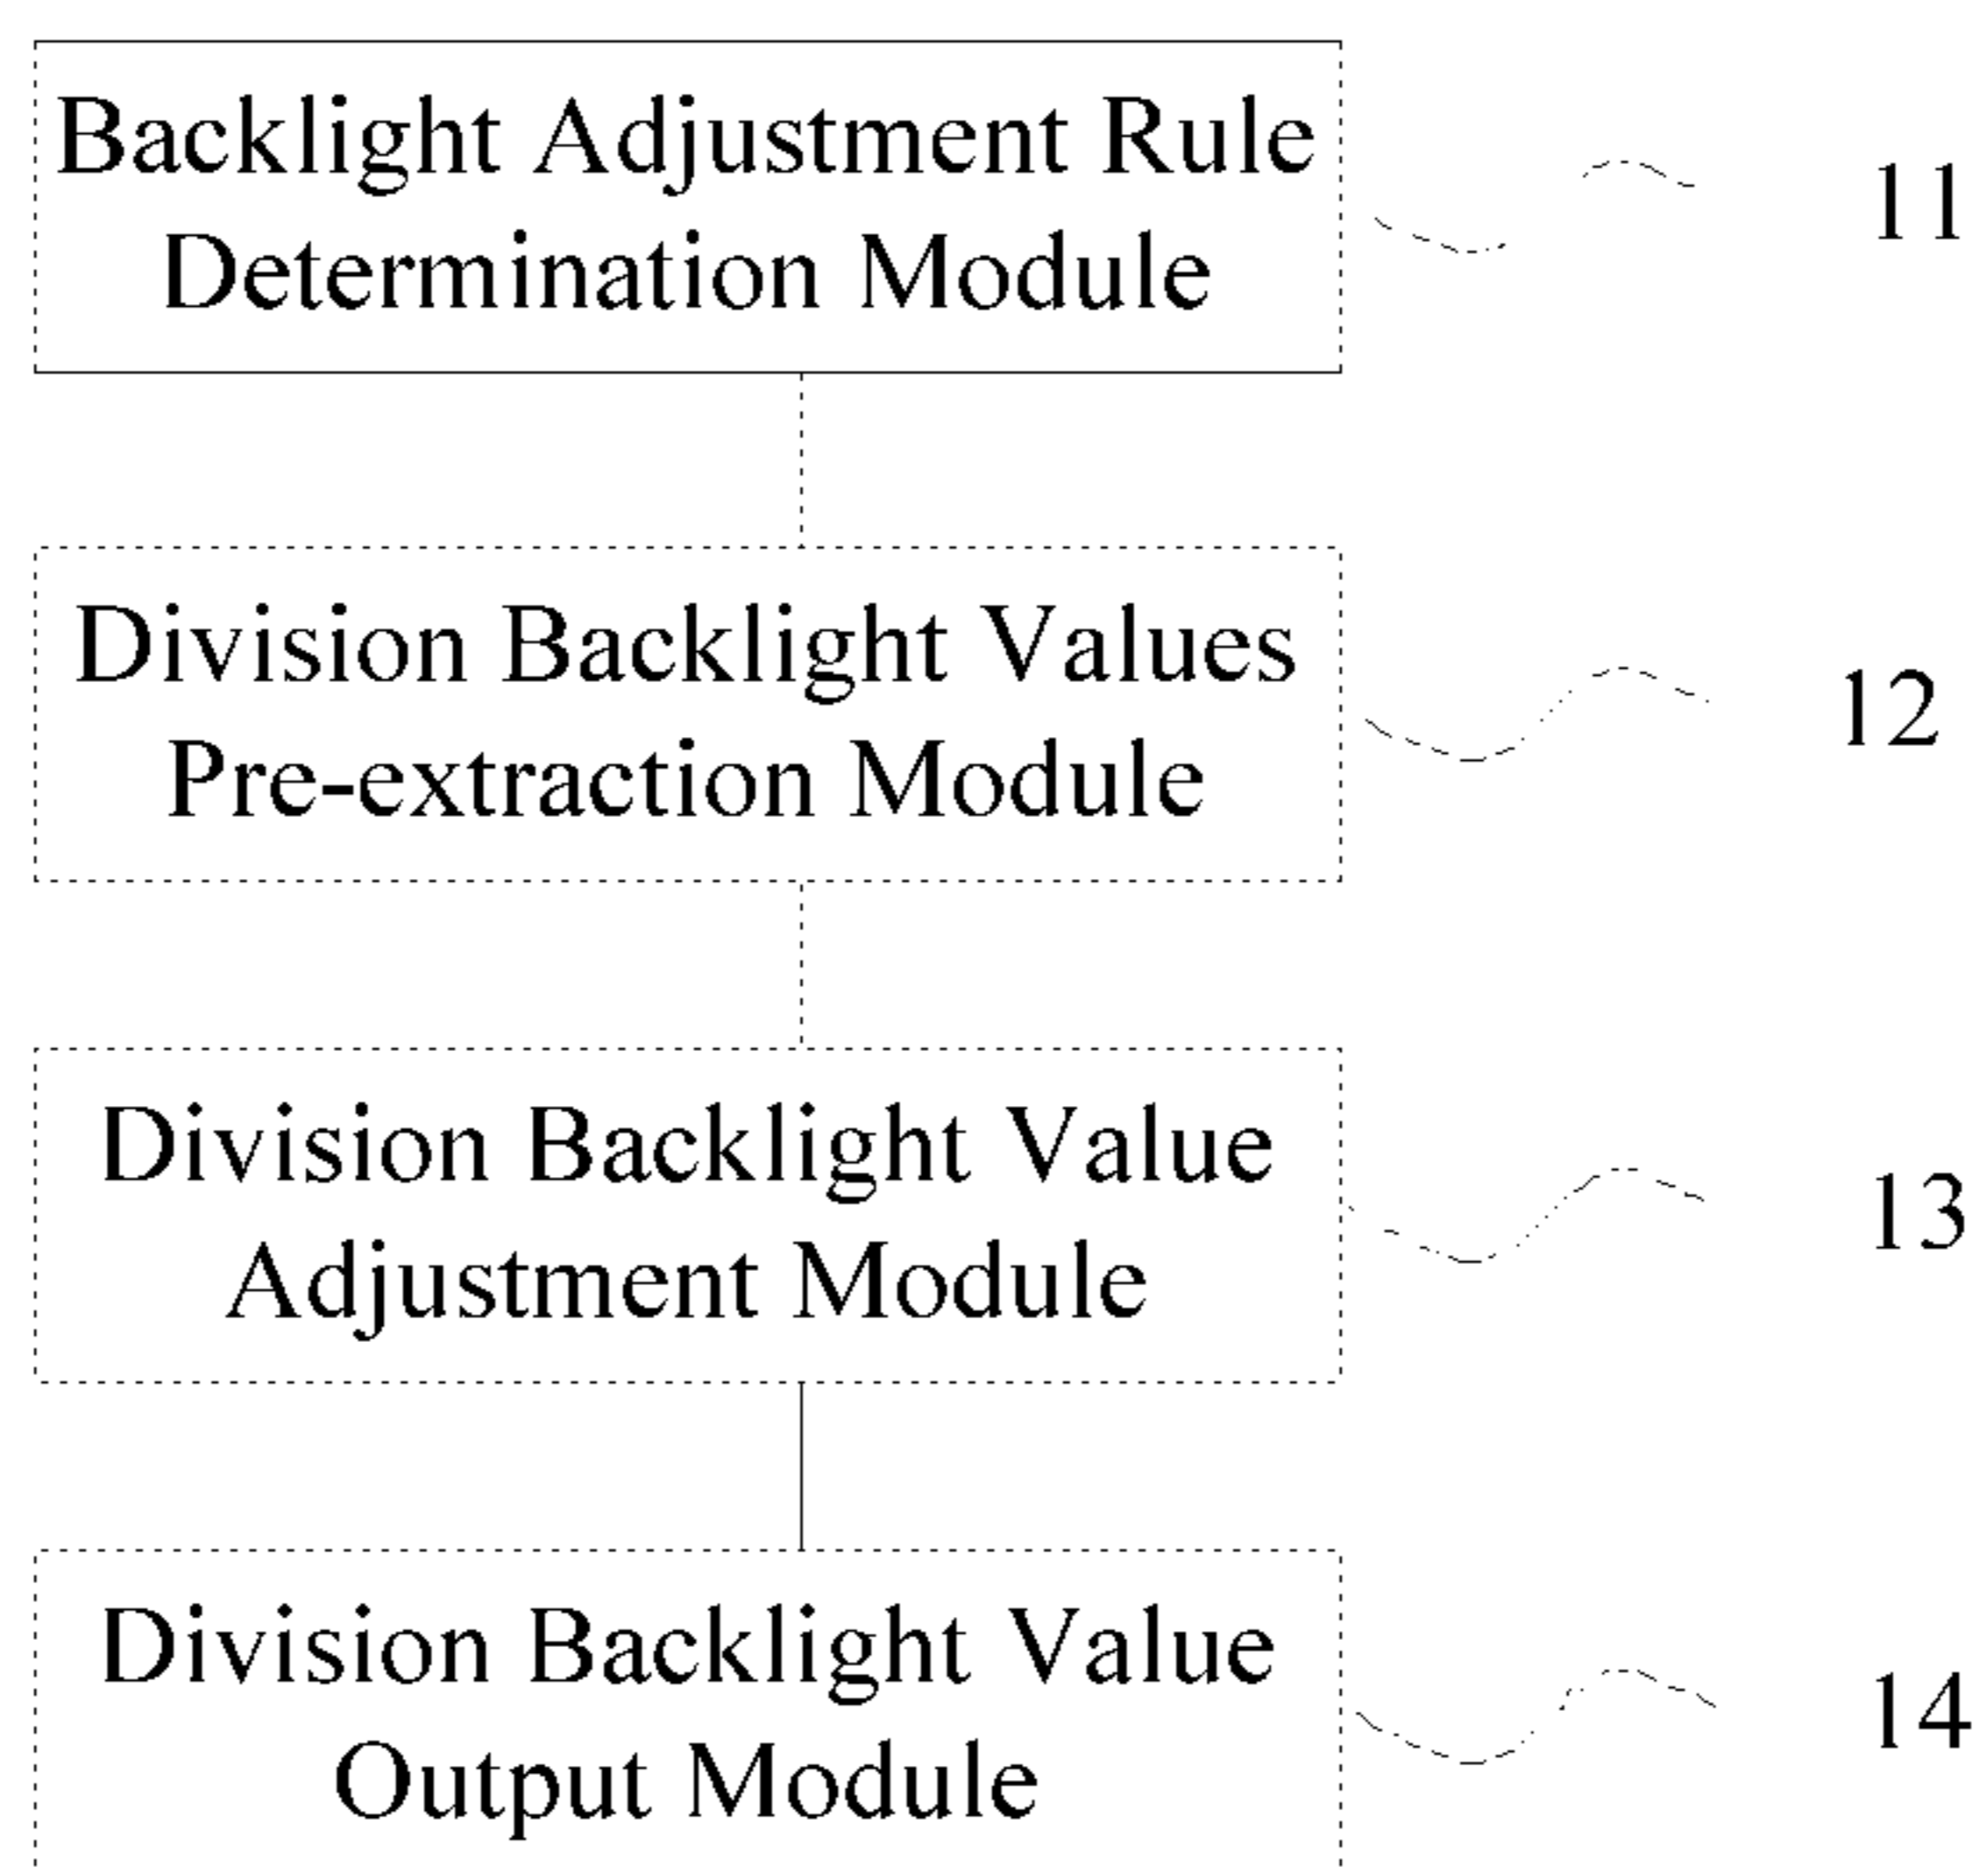 Backlight Adjustment Rule
Determination Module
11
Division Backlight Values
Pre-extraction Module
12
Division Backlight Value
Adjustment Module
13
Division Backlight Value
Output Module
14